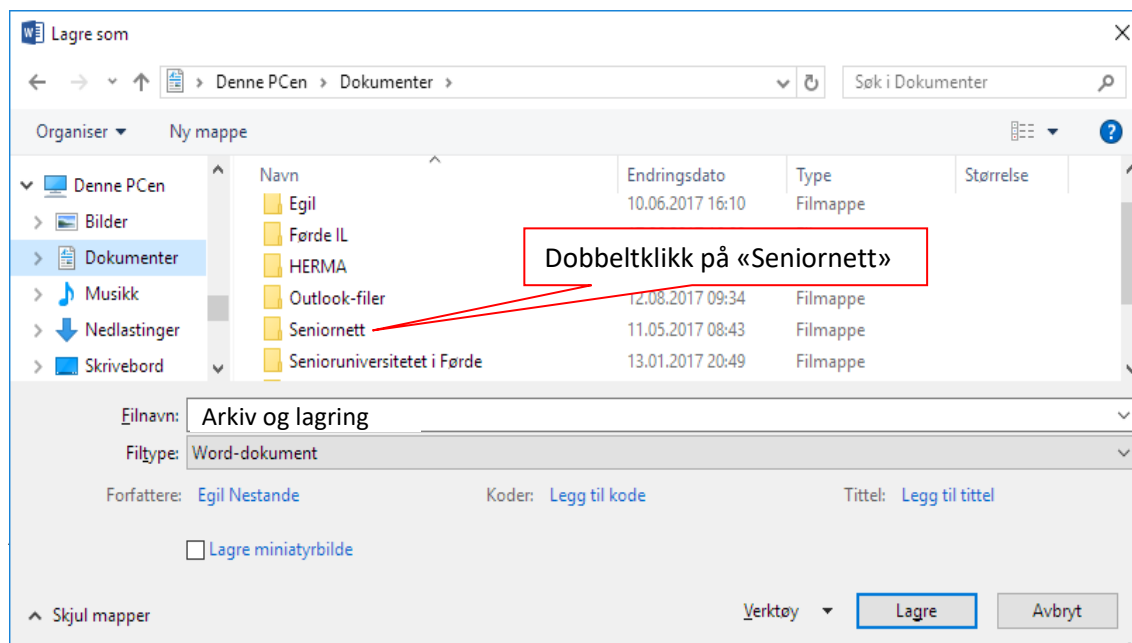 Lagre som
Denne PCen > Dokumenter >
Søk i Dokumenter
Organiser
Ny mappe
Navn Endringsdato Type Størrelse
Denne PCen
Bilder
Dokumenter
Musikk
Nedlastinger
Skrivebord
Egil 10.06.2017 16:10 Filmappe
Førde IL
HERMA
Outlook-filer 12.08.2017 09:34 Filmappe
Seniornett 11.05.2017 08:43 Filmappe
Senioruniversitetet i Førde 13.01.2017 20:49 Filmappe
Dobbeltklikk på «Seniornett»
Filnavn: Arkiv og lagring
Filtype: Word-dokument
Forfattere: Egil Nestande Koder: Legg til kode Tittel: Legg til tittel
Lagre miniatyrbilde
Skjul mapper Verktøy Lagre Avbryt